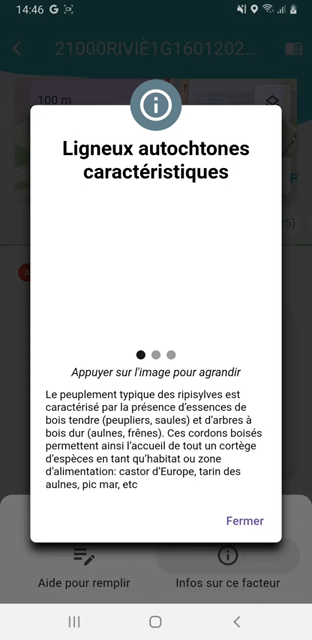 14:46
21000RIVIÈ1G1601202...
100 m
Ligneux autochtones
caractéristiques
Appuyer sur l'image pour agrandir
Le peuplement typique des ripisylves est
caractérisé par la présence d'essences de
bois tendre (peupliers, saules) et d'arbres à
bois dur (aulnes, frênes). Ces cordons boisés
permettent ainsi l'accueil de tout un cortège
d'espèces en tant qu'habitat ou zone
d'alimentation: castor d'Europe, tarin des
aulnes, pic mar, etc
Fermer
Aide pour remplir
Infos sur ce facteur